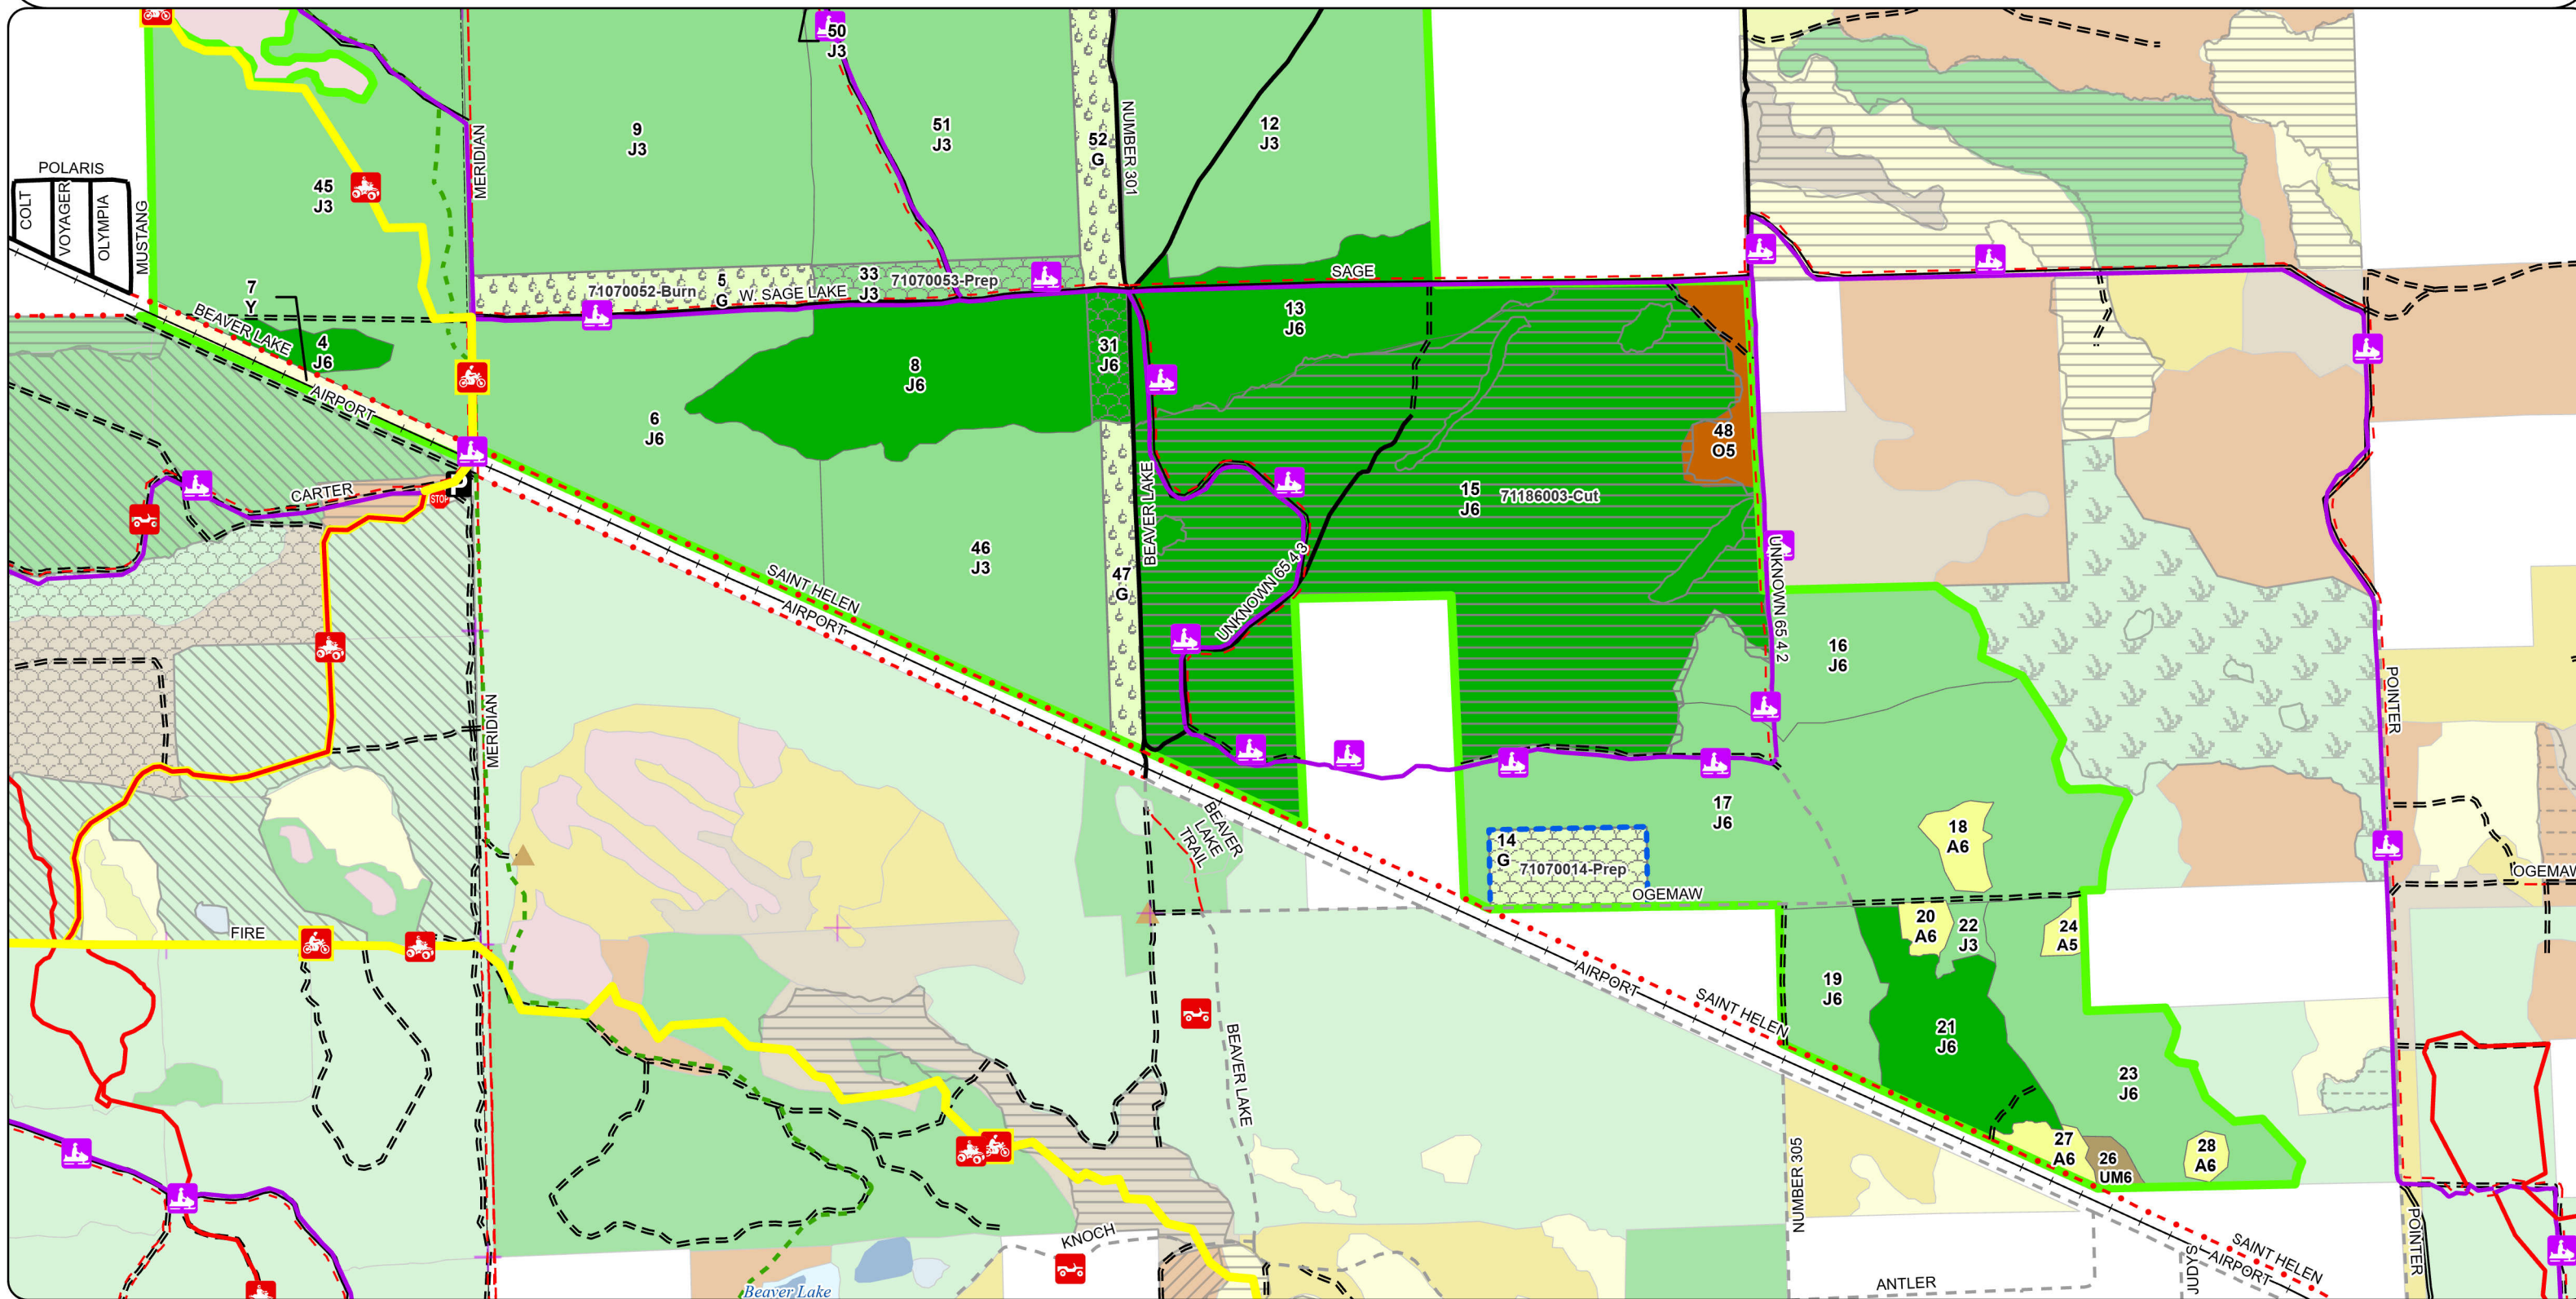 50
J3
9
J3
51
J3
52
G
NUMBER 301
12
J3
MERIDIAN
POLARIS
COLT
VOYAGER
OLYMPIA
MUSTANG
45
J3
7
Y
BEAVER LAKE
4
J6
AIRPORT
71070052-Burn
5
G
W. SAGE LAKE
33
J3
71070053-Prep
SAGE
13
J6
31
J6
8
J6
6
J6
48
O5
15
J6
71186003-Cut
CARTER
STOP
P
BEAVER LAKE
46
J3
47
G
SAINT HELEN
AIRPORT
UNKNOWN 65 4 3
UNKNOWN 65 4 2
16
J6
POINTER
MERIDIAN
17
J6
18
A6
14
G
71070014-Prep
OGEMAW
OGEMAW
BEAVER
LAKE
TRAIL
20
A6
22
J3
24
A5
FIRE
19
J6
AIRPORT
SAINT HELEN
21
J6
BEAVER LAKE
23
J6
27
A6
26
UM6
28
A6
NUMBER 305
KNOCH
POINTER
Beaver Lake
ANTLER
JUDYS
SAINT HELEN
AIRPORT